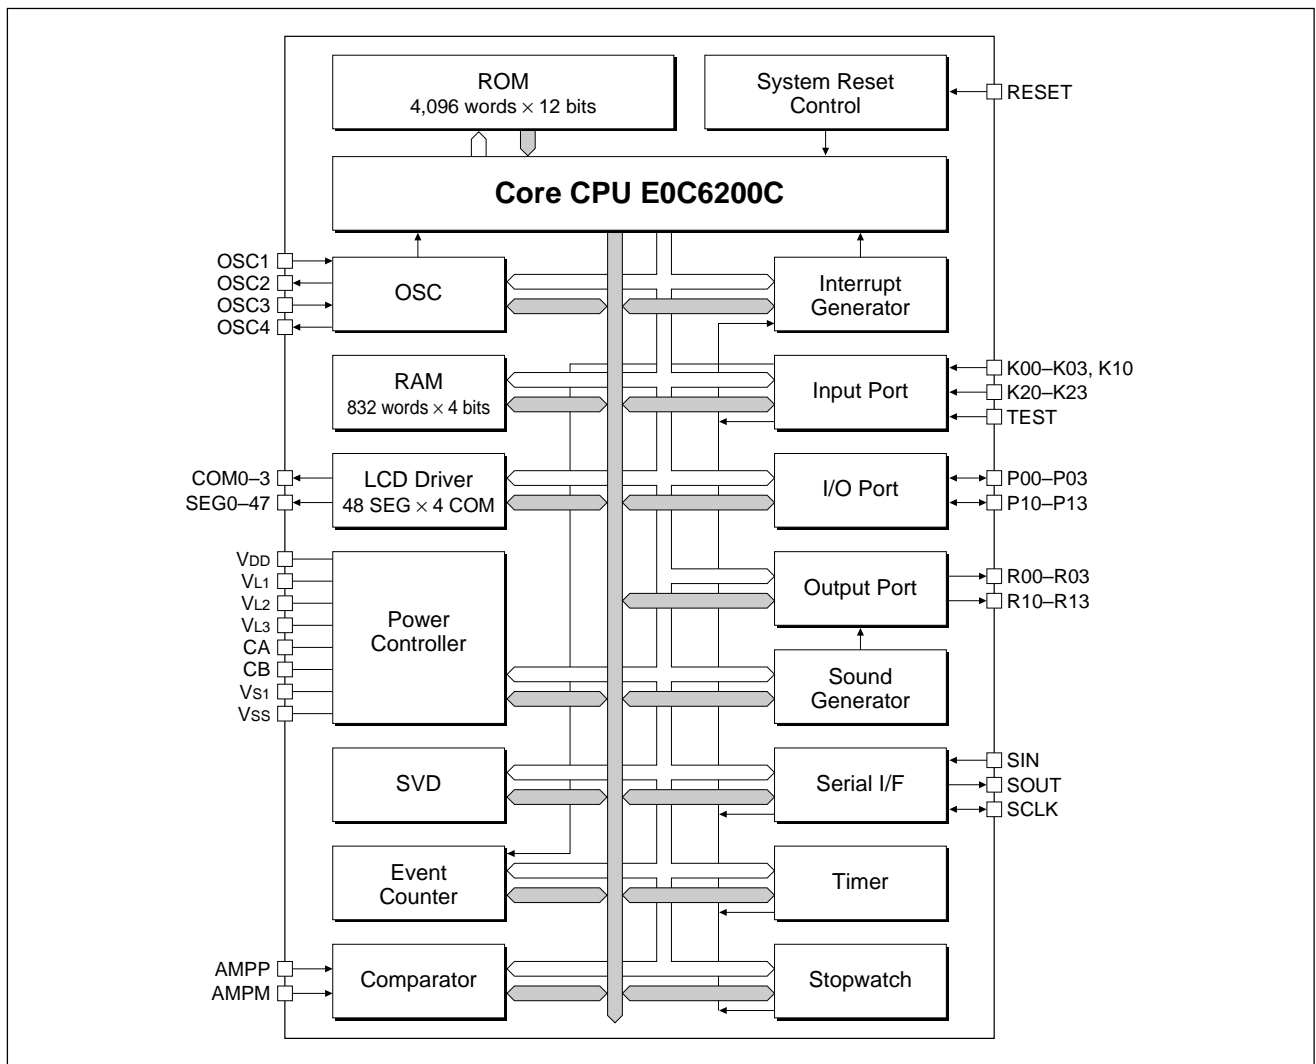 ROM
4,096 words × 12 bits
System Reset
Control
RESET
Core CPU E0C6200C
OSC1
OSC2
OSC3
OSC4
OSC
Interrupt
Generator
RAM
832 words × 4 bits
Input Port
K00–K03, K10
K20–K23
TEST
COM0–3
SEG0–47
LCD Driver
48 SEG × 4 COM
I/O Port
P00–P03
P10–P13
VDD
VL1
VL2
VL3
CA
CB
VS1
VSS
Power
Controller
Output Port
R00–R03
R10–R13
Sound
Generator
SVD
Serial I/F
SIN
SOUT
SCLK
Event
Counter
Timer
AMPP
AMPM
Comparator
Stopwatch